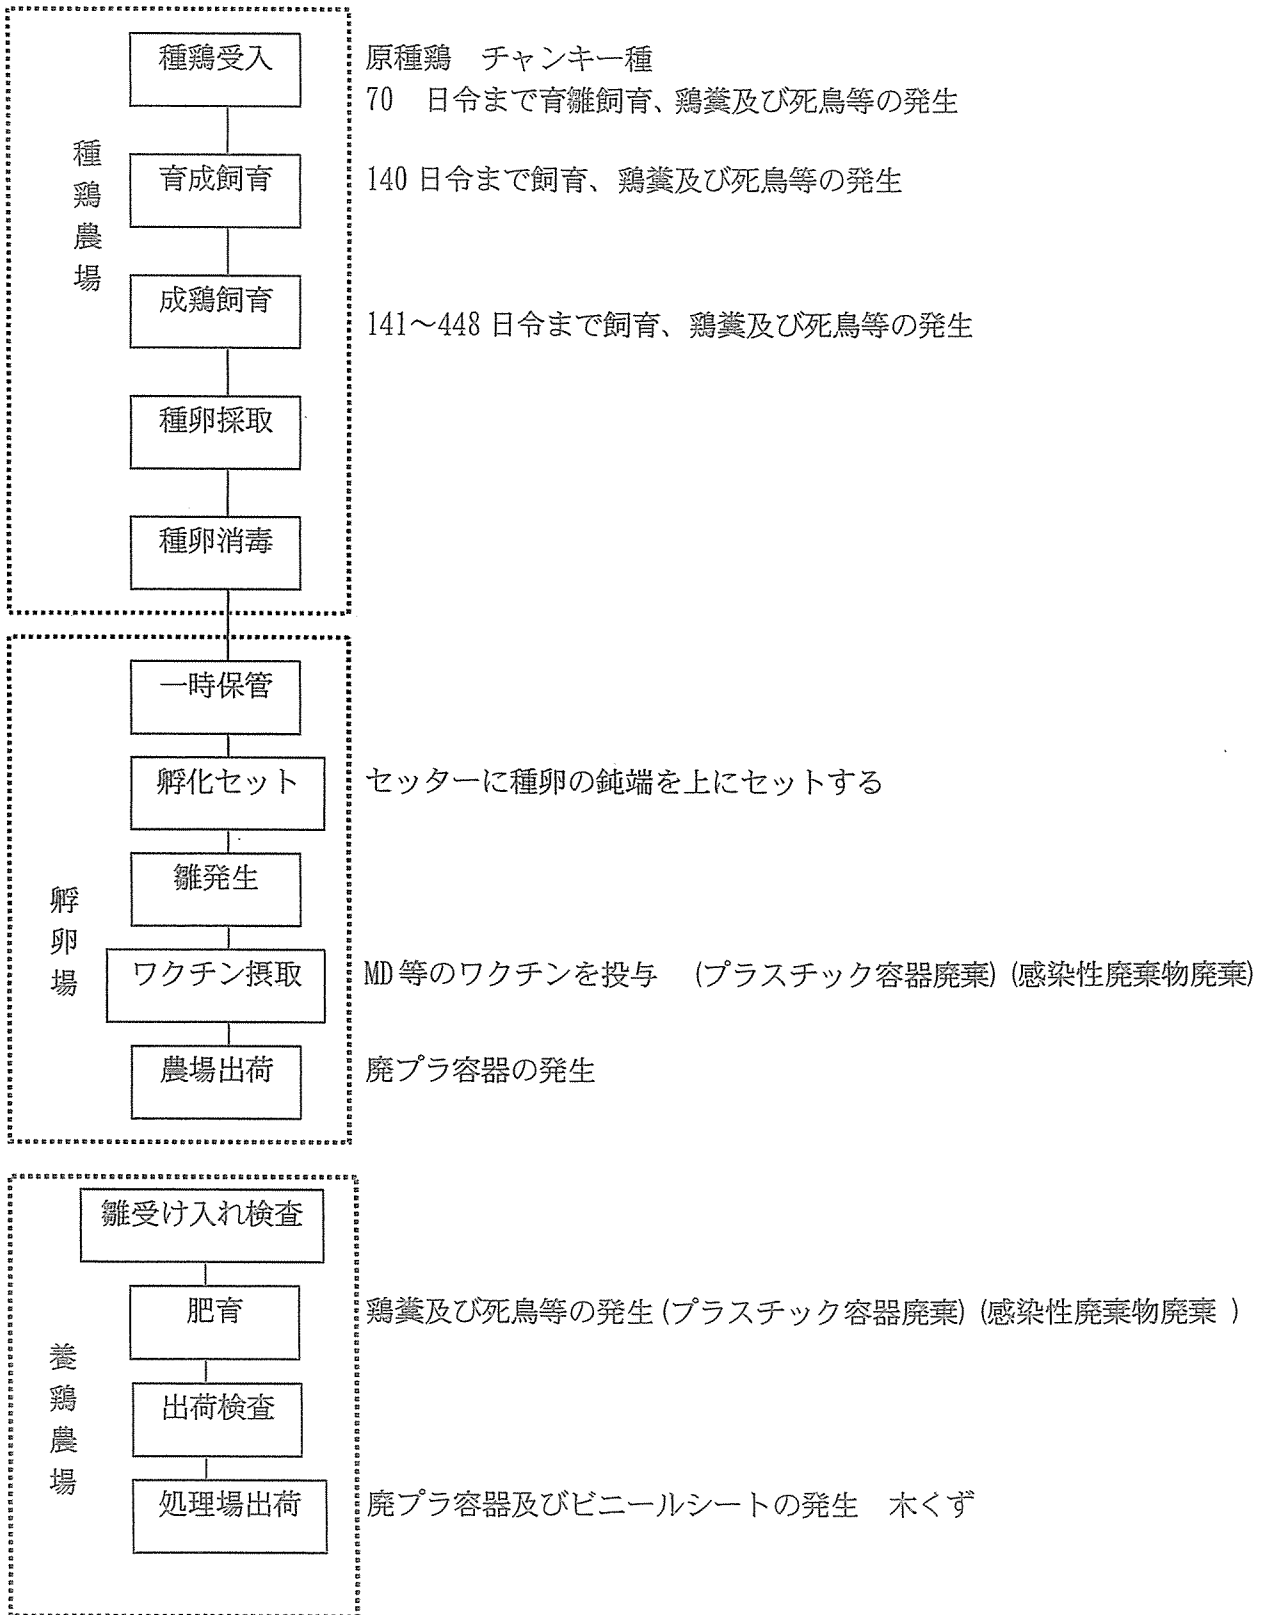 種鶏農場
種鶏受入
原種鶏　チャンキー種
70　日令まで育雛飼育、鶏糞及び死鳥等の発生
育成飼育
140 日令まで飼育、鶏糞及び死鳥等の発生
成鶏飼育
141～448 日令まで飼育、鶏糞及び死鳥等の発生
種卵採取
種卵消毒
孵卵場
一時保管
孵化セット
セッターに種卵の鈍端を上にセットする
雛発生
ワクチン摂取
MD 等のワクチンを投与　(プラスチック容器廃棄) (感染性廃棄物廃棄)
農場出荷
廃プラ容器の発生
養鶏農場
雛受け入れ検査
肥育
鶏糞及び死鳥等の発生 (プラスチック容器廃棄) (感染性廃棄物廃棄 )
出荷検査
処理場出荷
廃プラ容器及びビニールシートの発生　木くず